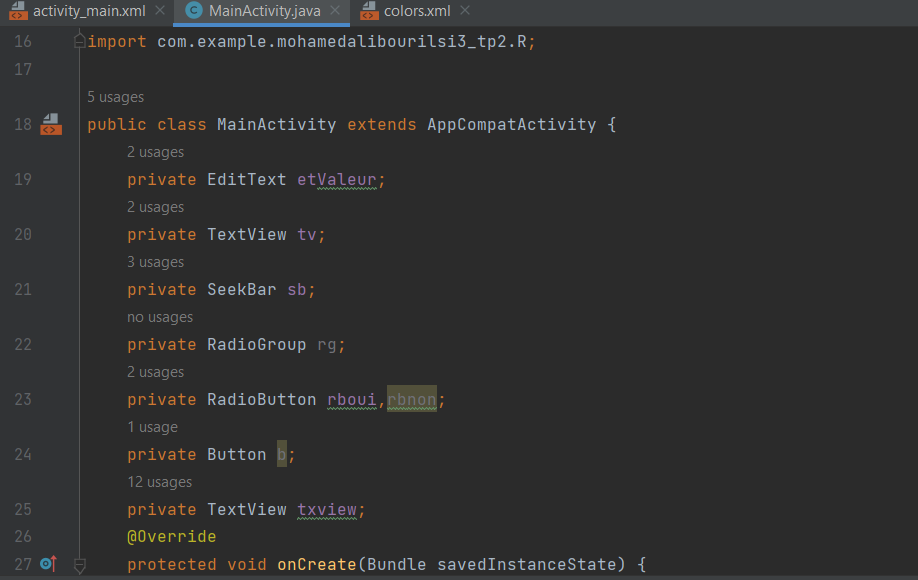 activity_main.xml MainActivity.java colors.xml
16 import com.example.mohamedalibourilsi3_tp2.R;
17
5 usages
18 public class MainActivity extends AppCompatActivity {
2 usages
19 private EditText etValeur;
2 usages
20 private TextView tv;
3 usages
21 private SeekBar sb;
no usages
22 private RadioGroup rg;
2 usages
23 private RadioButton rboui,rbnon;
1 usage
24 private Button b;
12 usages
25 private TextView txview;
26 @Override
27 protected void onCreate(Bundle savedInstanceState) {